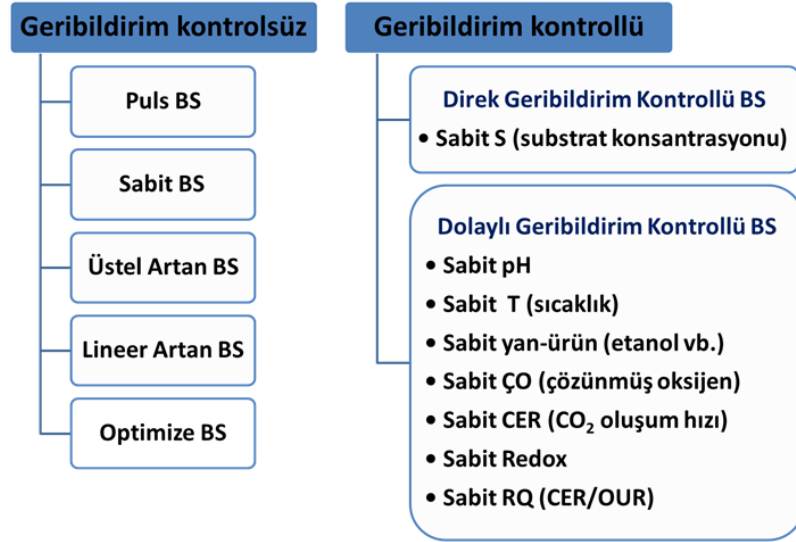 Geribildirim kontrolsüz
Puls BS
Sabit BS
Üstel Artan BS
Lineer Artan BS
Optimize BS
Geribildirim kontrollü
Direk Geribildirim Kontrollü BS
• Sabit S (substrat konsantrasyonu)
Dolaylı Geribildirim Kontrollü BS
• Sabit pH
• Sabit T (sıcaklık)
• Sabit yan-ürün (etanol vb.)
• Sabit ÇO (çözünmüş oksijen)
• Sabit CER (CO₂ oluşum hızı)
• Sabit Redox
• Sabit RQ (CER/OUR)